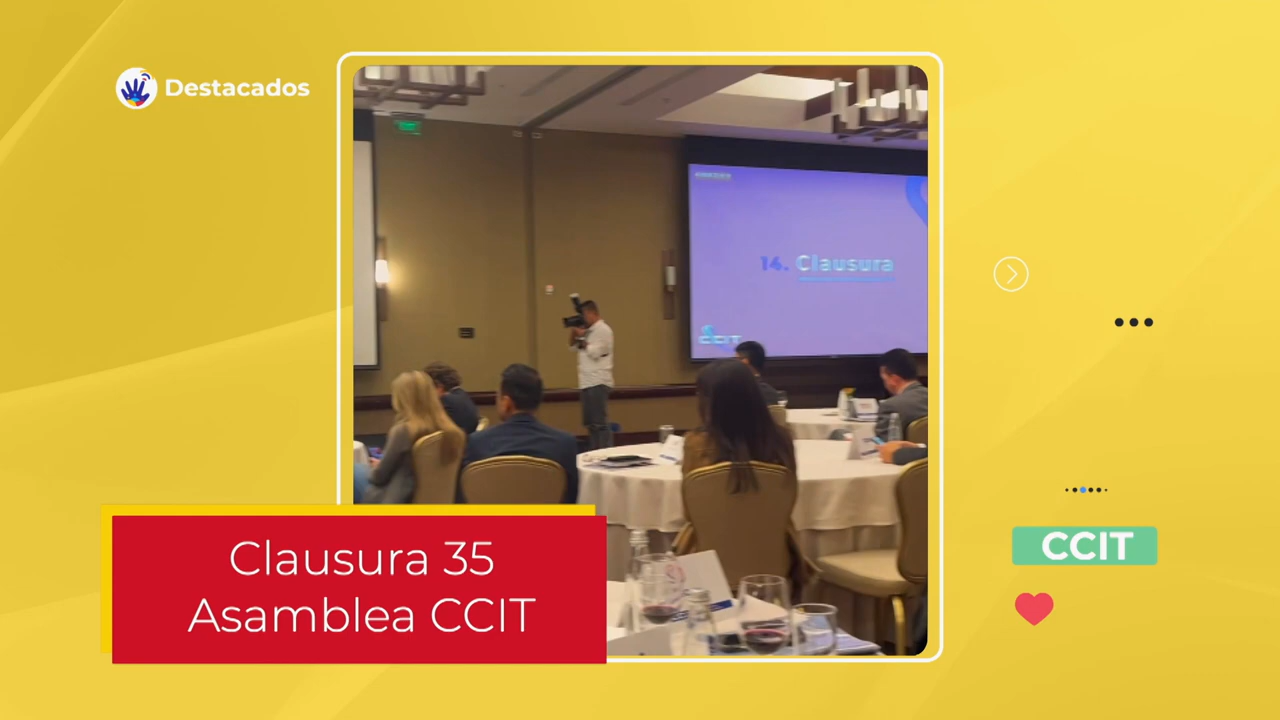 Destacados
14. Clausura
CCIT
Clausura 35
Asamblea CCIT
CCIT